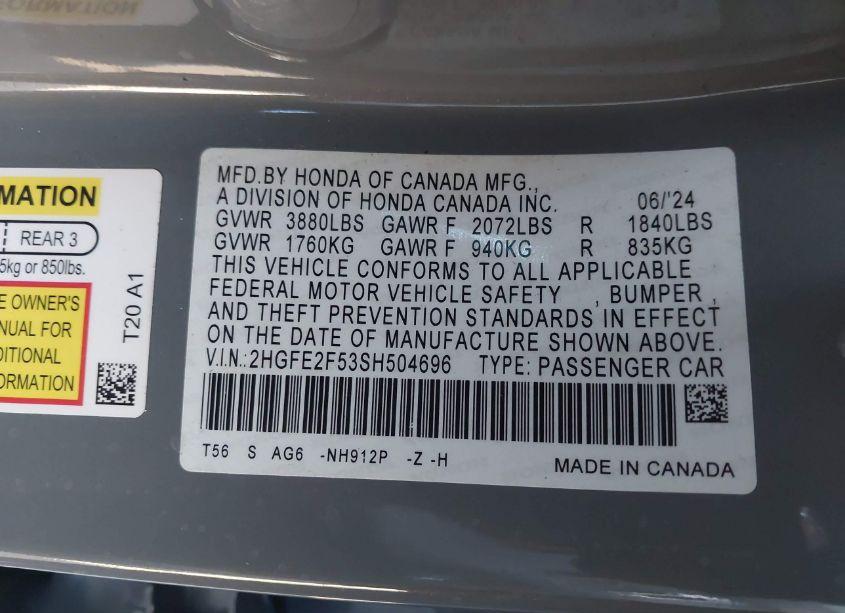 MATION
REAR 3
5kg or 850lbs.
E OWNER'S
NUAL FOR
DITIONAL
FORMATION
T20 A1
MFD.BY HONDA OF CANADA MFG.,
A DIVISION OF HONDA CANADA INC. 06/'24
GVWR 3880LBS GAWR F 2072LBS R 1840LBS
GVWR 1760KG GAWR F 940KG R 835KG
THIS VEHICLE CONFORMS TO ALL APPLICABLE
FEDERAL MOTOR VEHICLE SAFETY , BUMPER ,
AND THEFT PREVENTION STANDARDS IN EFFECT
ON THE DATE OF MANUFACTURE SHOWN ABOVE.
V.I.N.:2HGFE2F53SH504696 TYPE: PASSENGER CAR
T56 S AG6 -NH912P -Z -H
MADE IN CANADA